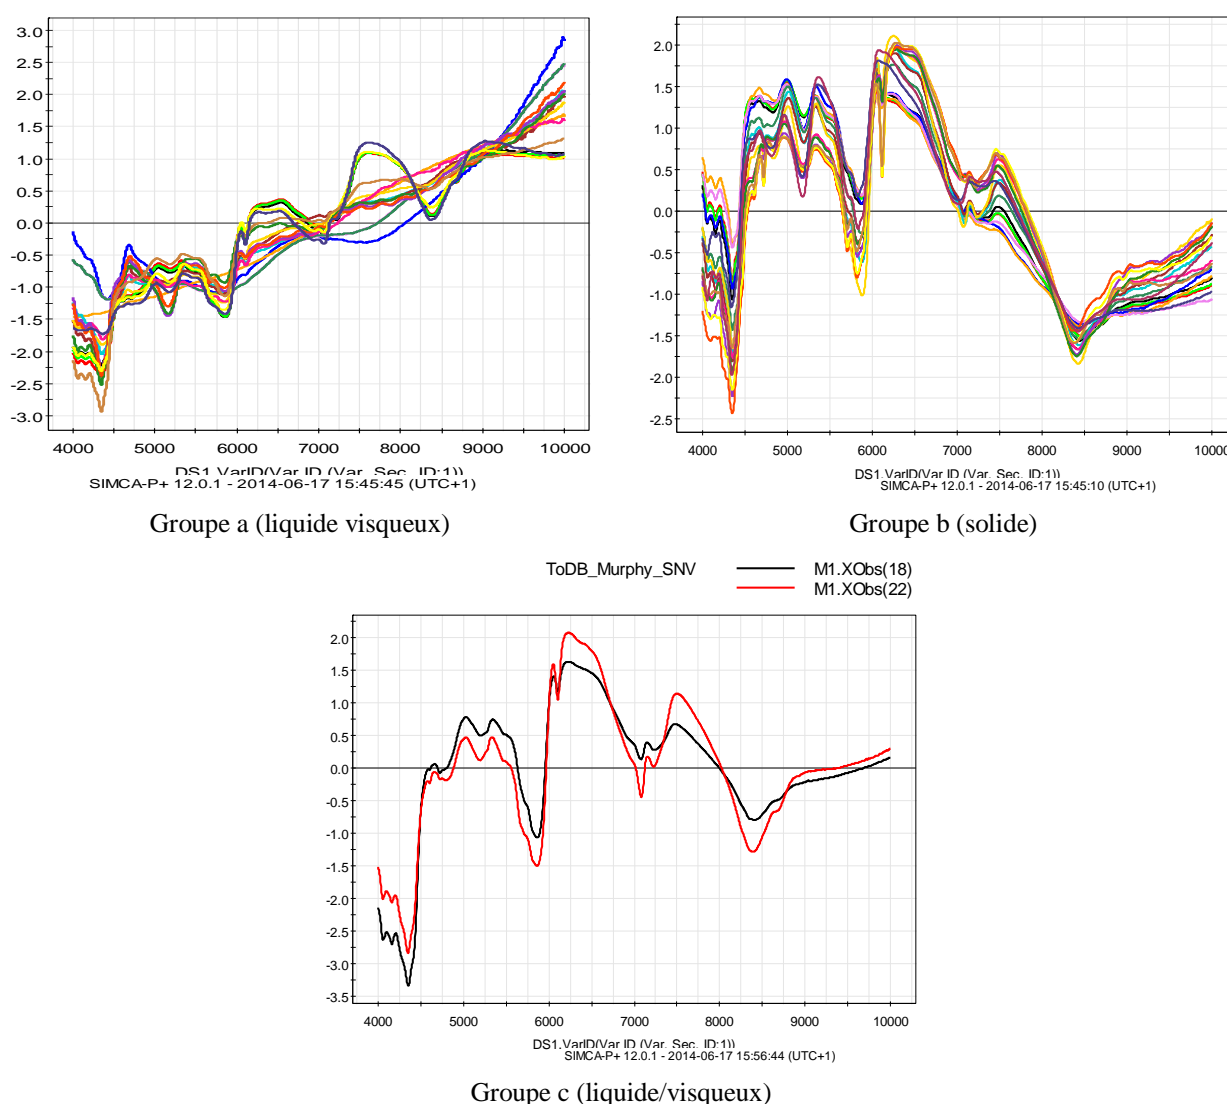 3.0
2.5
2.0
1.5
1.0
0.5
0.0
-0.5
-1.0
-1.5
-2.0
-2.5
-3.0
4000 5000 6000 7000 8000 9000 10000
DS1.VarID(Var ID (Var. Sec. ID:1))
SIMCA-P+ 12.0.1 - 2014-06-17 15:45:45 (UTC+1)
Groupe a (liquide visqueux)
2.0
1.5
1.0
0.5
0.0
-0.5
-1.0
-1.5
-2.0
-2.5
4000 5000 6000 7000 8000 9000 10000
DS1.VarID(Var ID (Var. Sec. ID:1))
SIMCA-P+ 12.0.1 - 2014-06-17 15:45:10 (UTC+1)
Groupe b (solide)
ToDB_Murphy_SNV
M1.XObs(18)
M1.XObs(22)
2.0
1.5
1.0
0.5
0.0
-0.5
-1.0
-1.5
-2.0
-2.5
-3.0
-3.5
4000 5000 6000 7000 8000 9000 10000
DS1.VarID(Var ID (Var. Sec. ID:1))
SIMCA-P+ 12.0.1 - 2014-06-17 15:56:44 (UTC+1)
Groupe c (liquide/visqueux)